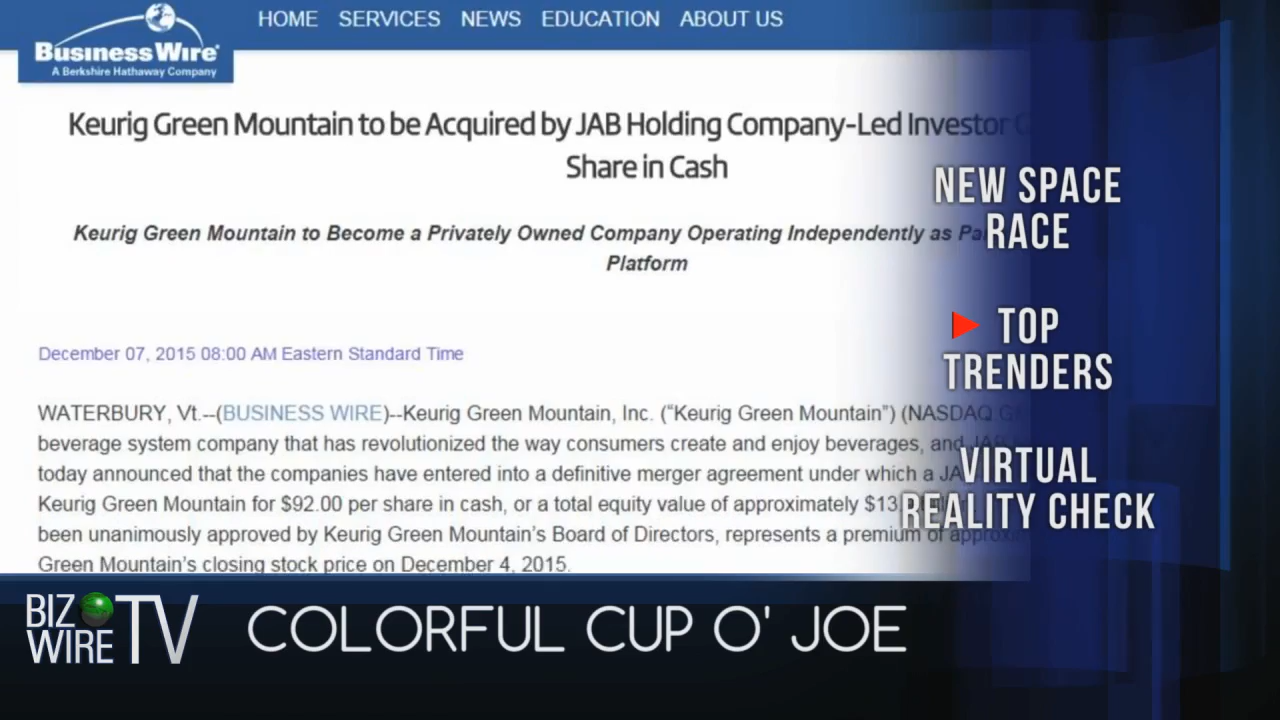 HOME SERVICES NEWS EDUCATION ABOUT US
Business Wire
A Berkshire Hathaway Company
Keurig Green Mountain to be Acquired by JAB Holding Company-Led Investor
Share in Cash
Keurig Green Mountain to Become a Privately Owned Company Operating Independently as
Platform
December 07, 2015 08:00 AM Eastern Standard Time
WATERBURY, Vt.--(BUSINESS WIRE)--Keurig Green Mountain, Inc. (“Keurig Green Mountain”) (NASDAQ
beverage system company that has revolutionized the way consumers create and enjoy beverages, and
today announced that the companies have entered into a definitive merger agreement under which a
Keurig Green Mountain for $92.00 per share in cash, or a total equity value of approximately
been unanimously approved by Keurig Green Mountain’s Board of Directors, represents a premium of
Green Mountain’s closing stock price on December 4, 2015.
NEW SPACE
RACE
TOP
TRENDERS
VIRTUAL
REALITY CHECK
BIZ
WIRE TV
COLORFUL CUP O' JOE